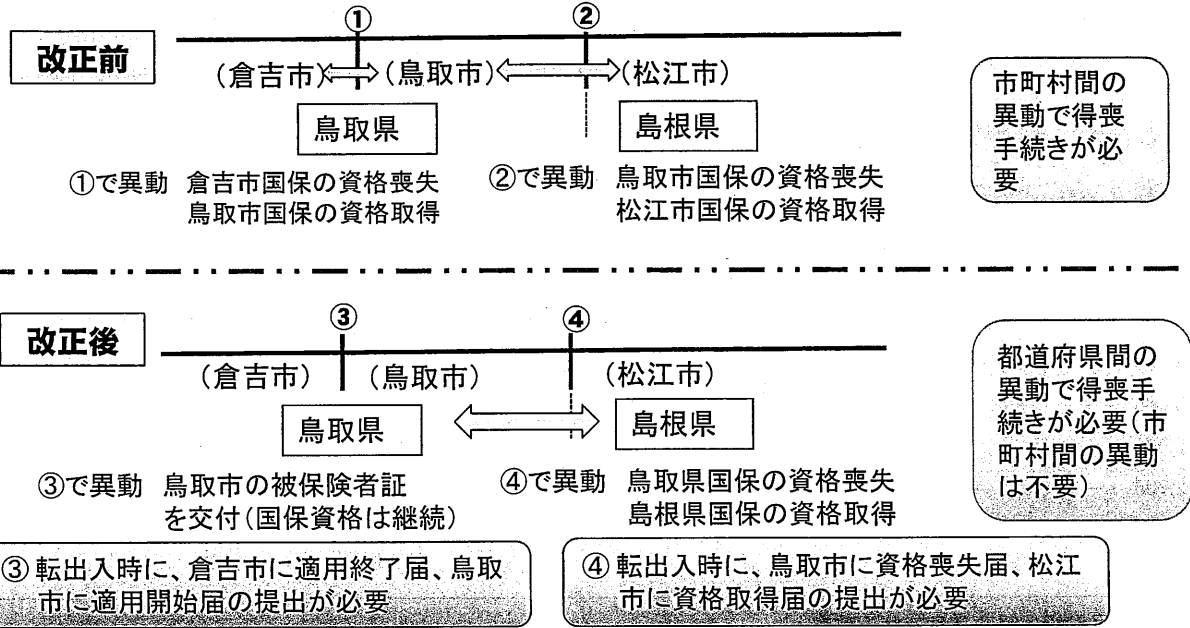 改正前
①
②
(倉吉市)
(鳥取市)
(松江市)
鳥取県
島根県
①で異動 倉吉市国保の資格喪失
鳥取市国保の資格取得
②で異動 鳥取市国保の資格喪失
松江市国保の資格取得
市町村間の
異動で得喪
手続きが必
要
改正後
③
④
(倉吉市)
(鳥取市)
(松江市)
鳥取県
島根県
③で異動 鳥取市の被保険者証
を交付(国保資格は継続)
④で異動 鳥取県国保の資格喪失
島根県国保の資格取得
都道府県間の
異動で得喪手
続きが必要(市
町村間の異動
は不要)
③ 転出入時に、倉吉市に適用終了届、鳥取
市に適用開始届の提出が必要
④ 転出入時に、鳥取市に資格喪失届、松江
市に資格取得届の提出が必要